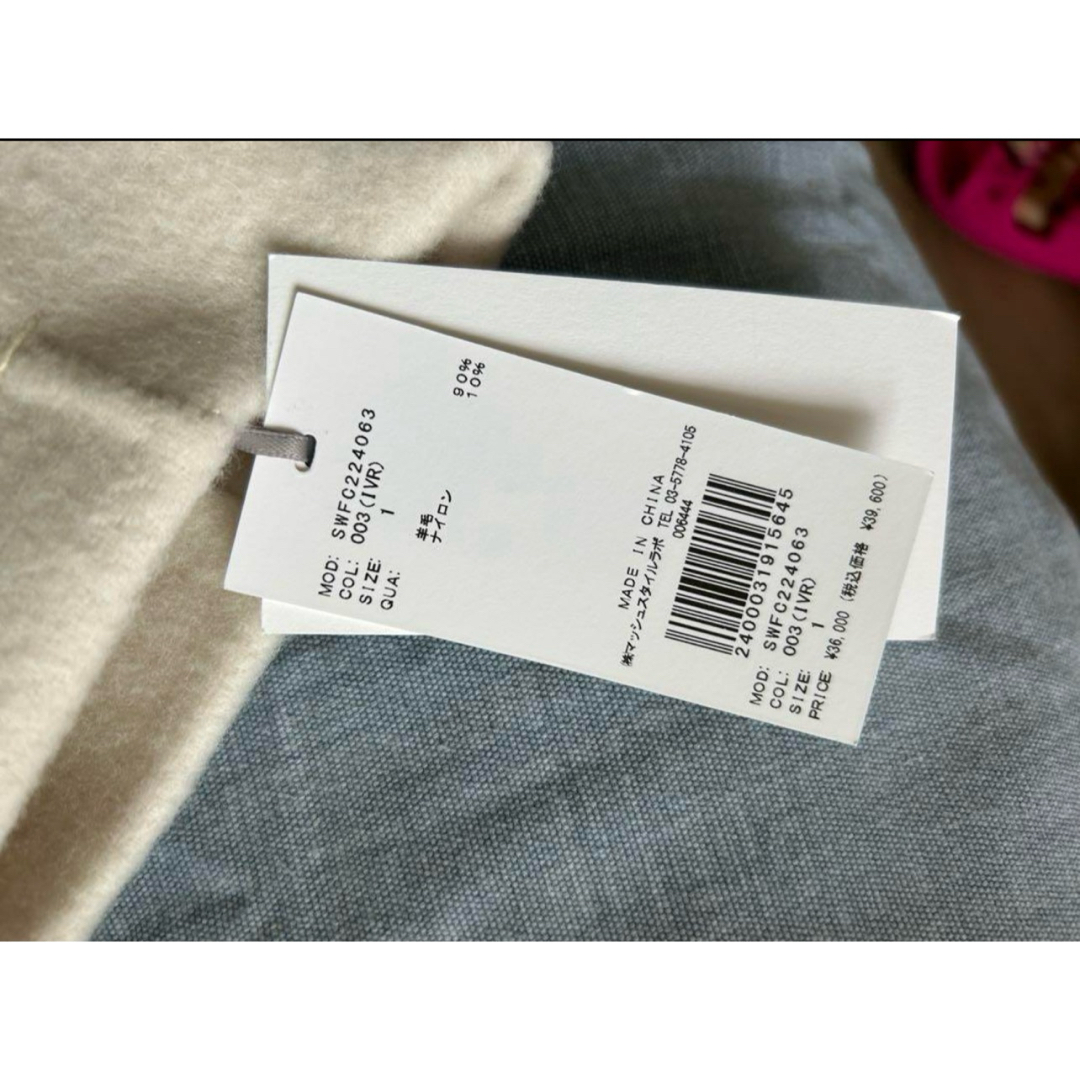 MOD: SWFC224063
COL: 003(IVR)
SIZE: 1
QUA:
羊毛 90%
ナイロン 10%
MADE IN CHINA
㈱マッシュスタイルラボ TEL 03-5778-4105
006444
2400031915645
MOD: SWFC224063
COL: 003(IVR)
SIZE: 1
PRICE ¥36,000 (税込価格 ¥39,600)